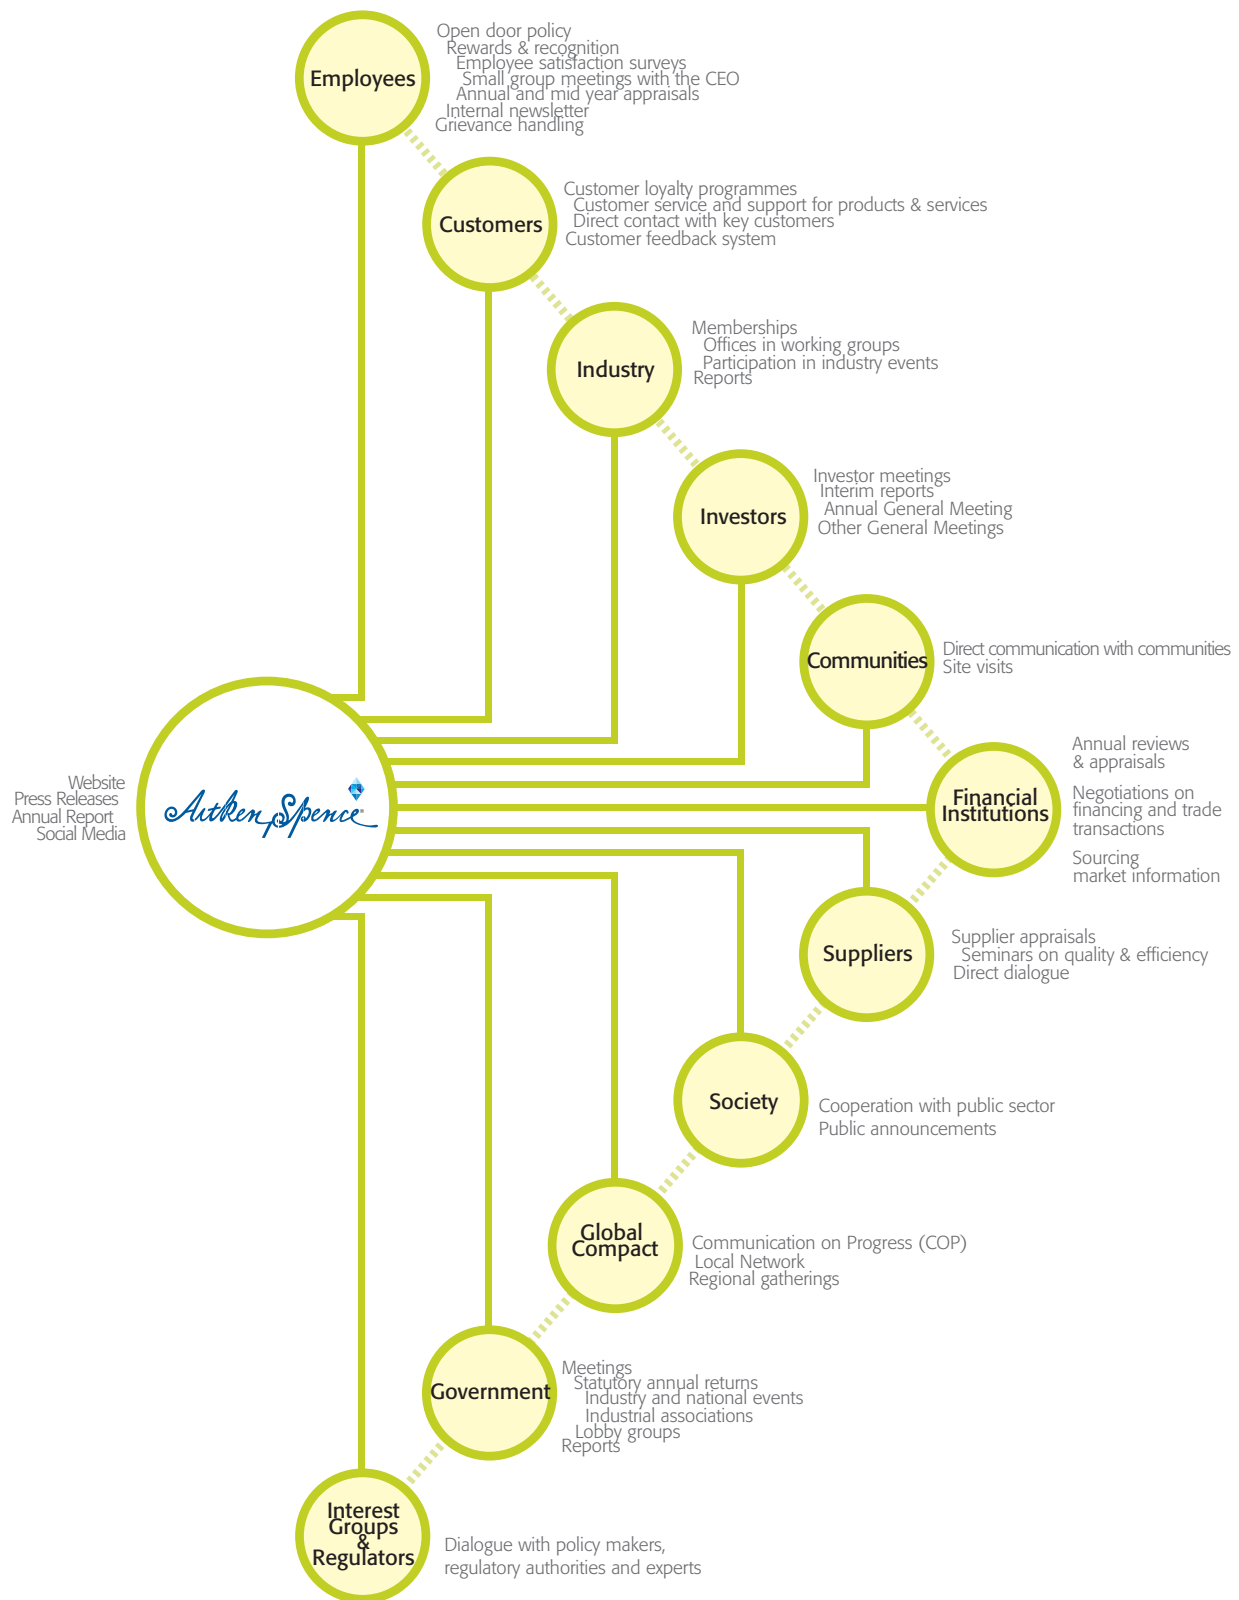 Employees
Open door policy
Rewards & recognition
Employee satisfaction surveys
Small group meetings with the CEO
Annual and mid year appraisals
Internal newsletter
Grievance handling
Customers
Customer loyalty programmes
Customer service and support for products & services
Direct contact with key customers
Customer feedback system
Industry
Memberships
Offices in working groups
Participation in industry events
Reports
Investors
Investor meetings
Interim reports
Annual General Meeting
Other General Meetings
Communities
Direct communication with communities
Site visits
Website
Press Releases
Annual Report
Social Media
Aitken Spence
Financial
Institutions
Annual reviews
& appraisals
Negotiations on
financing and trade
transactions
Sourcing
market information
Suppliers
Supplier appraisals
Seminars on quality & efficiency
Direct dialogue
Society
Cooperation with public sector
Public announcements
Global
Compact
Communication on Progress (COP)
Local Network
Regional gatherings
Government
Meetings
Statutory annual returns
Industry and national events
Industrial associations
Lobby groups
Reports
Interest
Groups
&
Regulators
Dialogue with policy makers,
regulatory authorities and experts